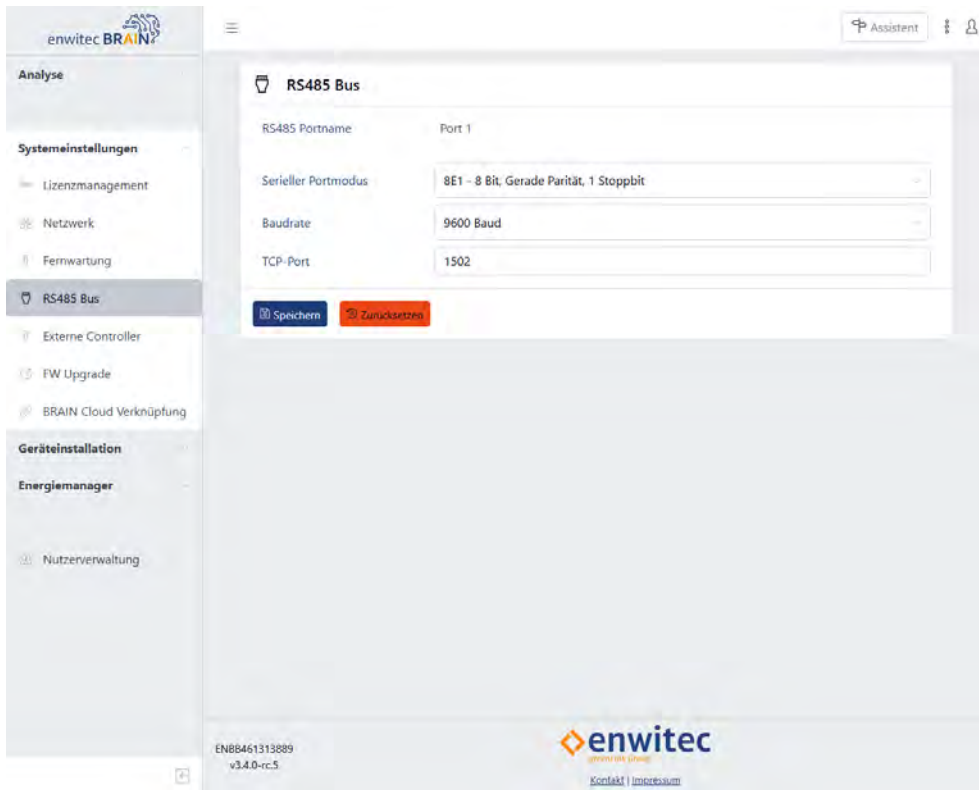 enwitec BRAIN²
Assistent
Analyse
RS485 Bus
RS485 Portname
Port 1
Systemeinstellungen
Lizenzmanagement
Serieller Portmodus
8E1 - 8 Bit, Gerade Parität, 1 Stoppbit
Netzwerk
Baudrate
9600 Baud
Fernwartung
TCP-Port
1502
RS485 Bus
Speichern
Zurücksetzen
Externe Controller
FW Upgrade
BRAIN Cloud Verknüpfung
Geräteinstallation
Energiemanager
Nutzerverwaltung
ENBB461313889
v3.4.0-rc.5
enwitec
Kontakt | Impressum